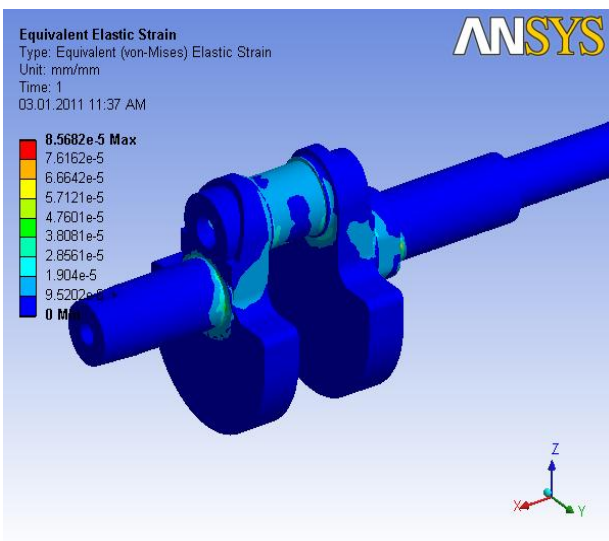 Equivalent Elastic Strain
Type: Equivalent (von-Mises) Elastic Strain
Unit: mm/mm
Time: 1
03.01.2011 11:37 AM
ANSYS
8.5682e-5 Max
7.6162e-5
6.6642e-5
5.7121e-5
4.7601e-5
3.8081e-5
2.8561e-5
1.904e-5
9.5202e
0
Z
X
Y